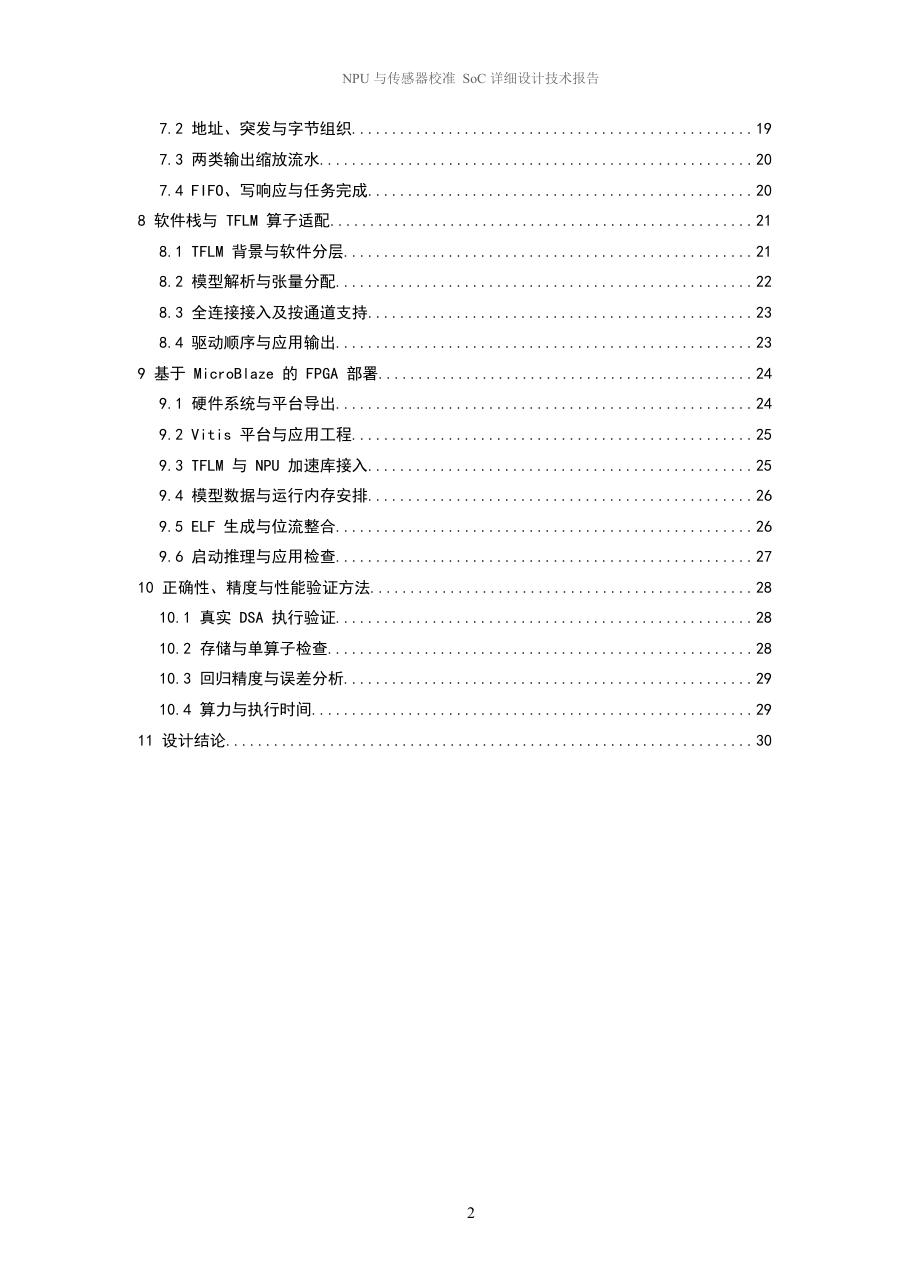 NPU 与传感器校准 SoC 详细设计技术报告
7.2 地址、突发与字节组织..................................................19
7.3 两类输出缩放流水......................................................20
7.4 FIFO、写响应与任务完成................................................20
8 软件栈与 TFLM 算子适配.....................................................21
8.1 TFLM 背景与软件分层...................................................21
8.2 模型解析与张量分配....................................................22
8.3 全连接接入及按通道支持................................................23
8.4 驱动顺序与应用输出....................................................23
9 基于 MicroBlaze 的 FPGA 部署...............................................24
9.1 硬件系统与平台导出....................................................24
9.2 Vitis 平台与应用工程..................................................25
9.3 TFLM 与 NPU 加速库接入................................................25
9.4 模型数据与运行内存安排................................................26
9.5 ELF 生成与位流整合....................................................26
9.6 启动推理与应用检查....................................................27
10 正确性、精度与性能验证方法................................................28
10.1 真实 DSA 执行验证....................................................28
10.2 存储与单算子检查.....................................................28
10.3 回归精度与误差分析...................................................29
10.4 算力与执行时间.......................................................29
11 设计结论..................................................................30
2